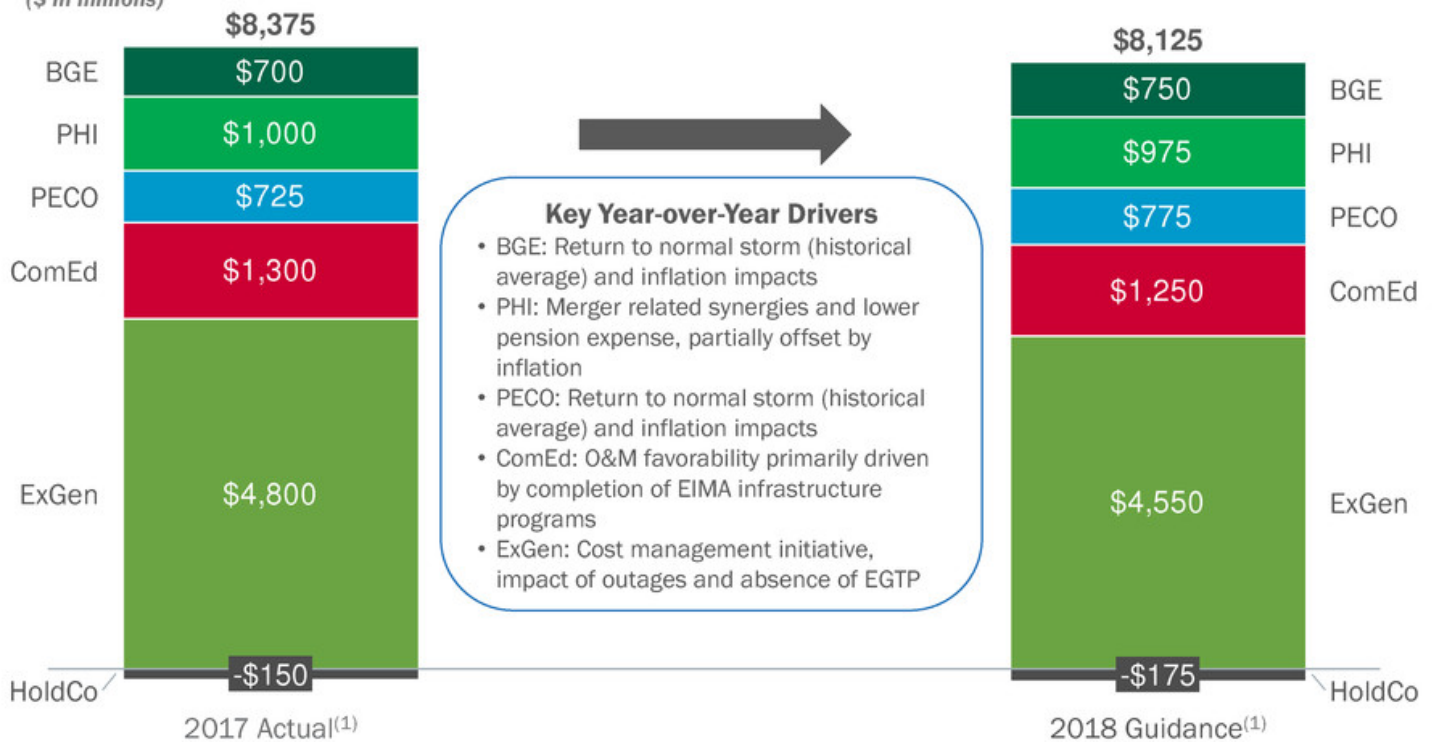 ($ in millions)
$8,375
BGE
$700
PHI
$1,000
PECO
$725
ComEd
$1,300
ExGen
$4,800
HoldCo
-$150
2017 Actual(1)
Key Year-over-Year Drivers
• BGE: Return to normal storm (historical
average) and inflation impacts
• PHI: Merger related synergies and lower
pension expense, partially offset by
inflation
• PECO: Return to normal storm (historical
average) and inflation impacts
• ComEd: O&M favorability primarily driven
by completion of EIMA infrastructure
programs
• ExGen: Cost management initiative,
impact of outages and absence of EGTP
$8,125
$750
BGE
$975
PHI
$775
PECO
$1,250
ComEd
$4,550
ExGen
-$175
HoldCo
2018 Guidance(1)